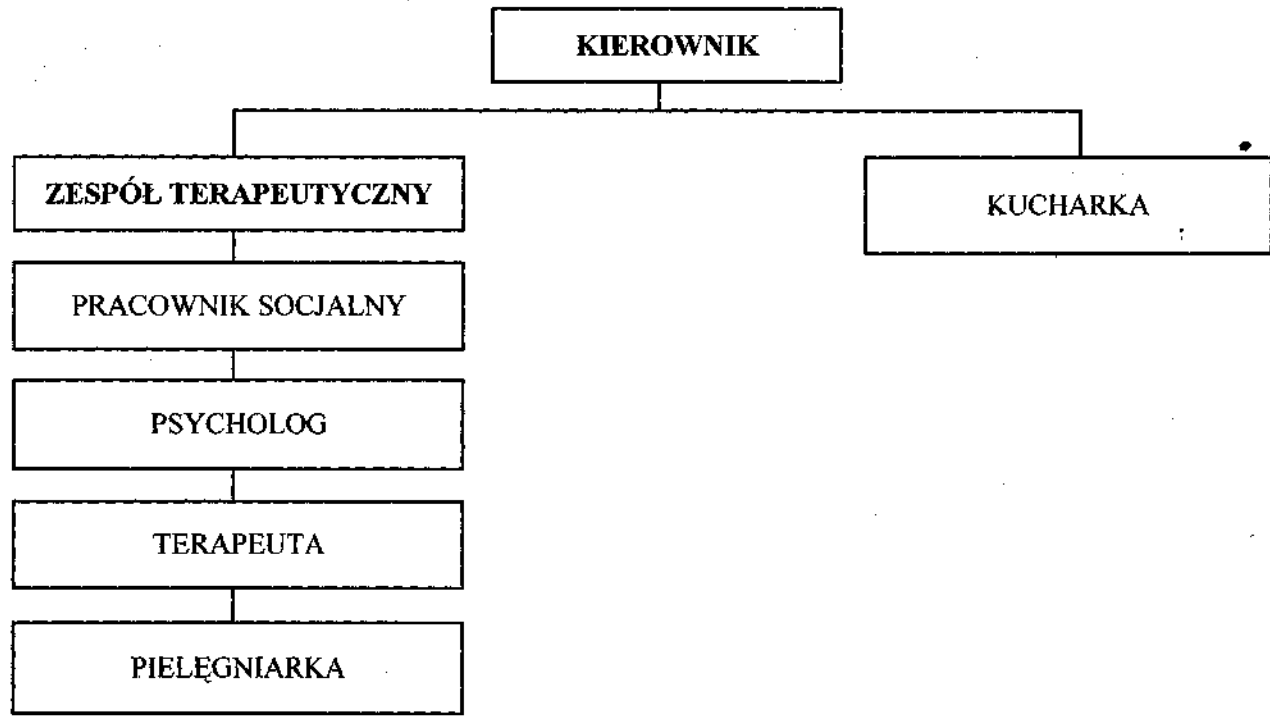 KIEROWNIK
ZESPÓŁ TERAPEUTYCZNY
KUCHARKA
PRACOWNIK SOCJALNY
PSYCHOLOG
TERAPEUTA
PIELĘGNIARKA